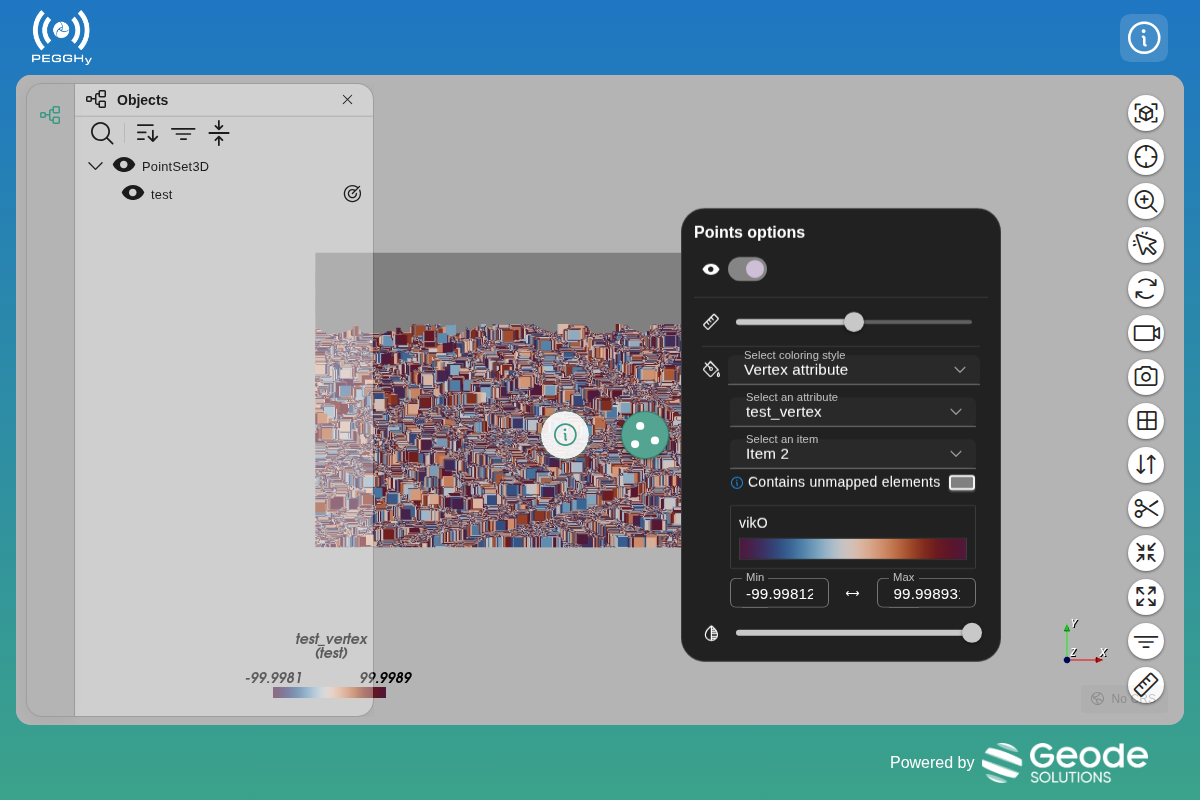 PEGGHy
Objects
PointSet3D
test
Points options
Select coloring style
Vertex attribute
Select an attribute
test_vertex
Select an item
Item 2
Contains unmapped elements
vikO
Min
-99.99812
Max
99.99893
test_vertex
(test)
-99.9981
99.9989
Y
Z
X
No CRS
Powered by
Geode
SOLUTIONS